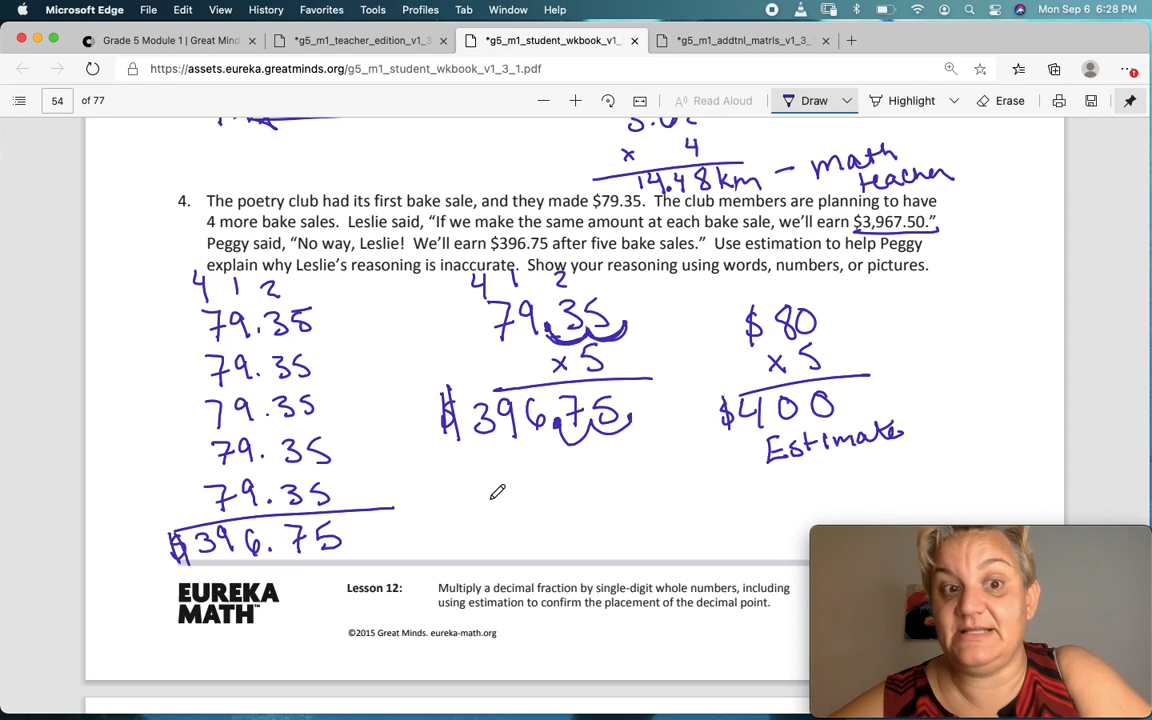 Microsoft Edge File Edit View History Favorites Tools Profiles Tab Window Help Mon Sep 6 6:28 PM
Grade 5 Module 1 | Great Mind × *g5_m1_teacher_edition_v1_3 × *g5_m1_student_wkbook_v1_ × *g5_m1_addtnl_matrls_v1_3_1 × +
https://assets.eureka.greatminds.org/g5_m1_student_wkbook_v1_3_1.pdf
54 of 77 Read Aloud Draw Highlight Erase
x 4
14.48km - math teacher
4. The poetry club had its first bake sale, and they made $79.35. The club members are planning to have
4 more bake sales. Leslie said, “If we make the same amount at each bake sale, we’ll earn $3,967.50.”
Peggy said, “No way, Leslie! We’ll earn $396.75 after five bake sales.” Use estimation to help Peggy
explain why Leslie’s reasoning is inaccurate. Show your reasoning using words, numbers, or pictures.
4 1 2
79.35
79.35
79.35
79.35
79.35
$396.75
4 1 2
79.35
x 5
$396.75
$80
x 5
$400
Estimate
EUREKA
MATH™
Lesson 12: Multiply a decimal fraction by single-digit whole numbers, including
using estimation to confirm the placement of the decimal point.
©2015 Great Minds. eureka-math.org